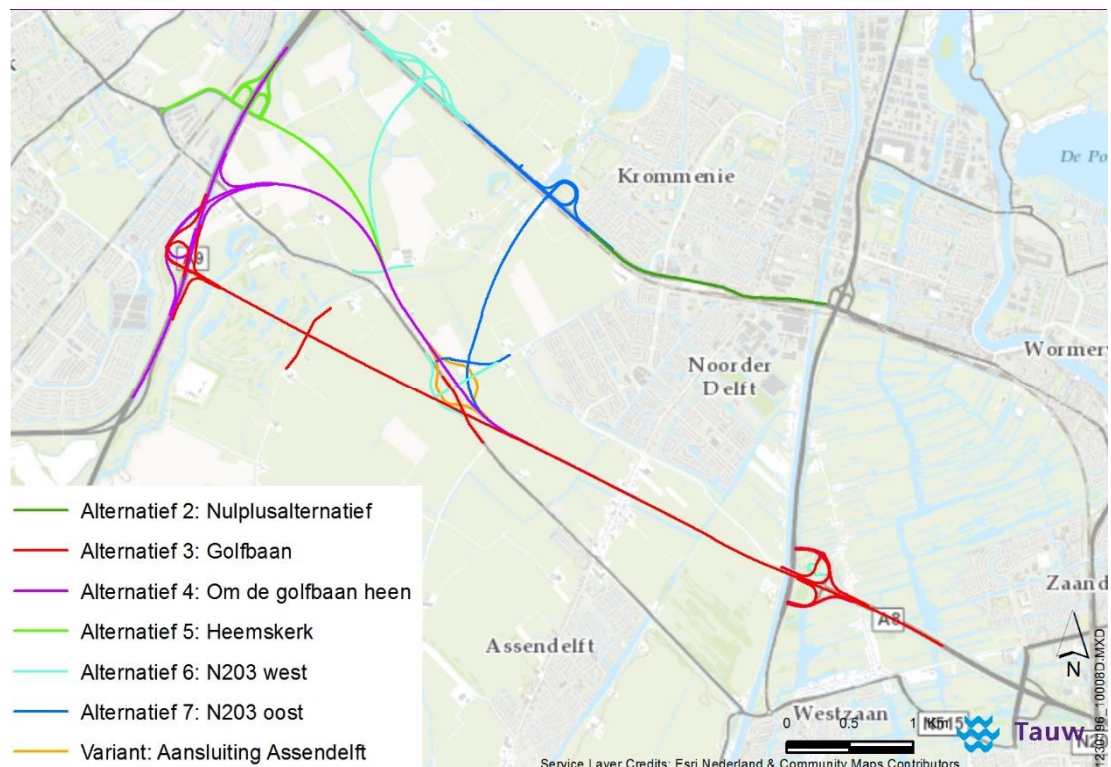 k
De Po
Krommenie
A9
Noorder
Delft
Wormerv
Alternatief 2: Nulplusalternatief
Alternatief 3: Golfbaan
Alternatief 4: Om de golfbaan heen
Alternatief 5: Heemskerk
Alternatief 6: N203 west
Alternatief 7: N203 oost
Variant: Aansluiting Assendelft
Zaand
A8
Assendelft
N
Westzaan
0 0.5 1 Km
N515
Tauw
Service Layer Credits: Esri Nederland & Community Maps Contributors